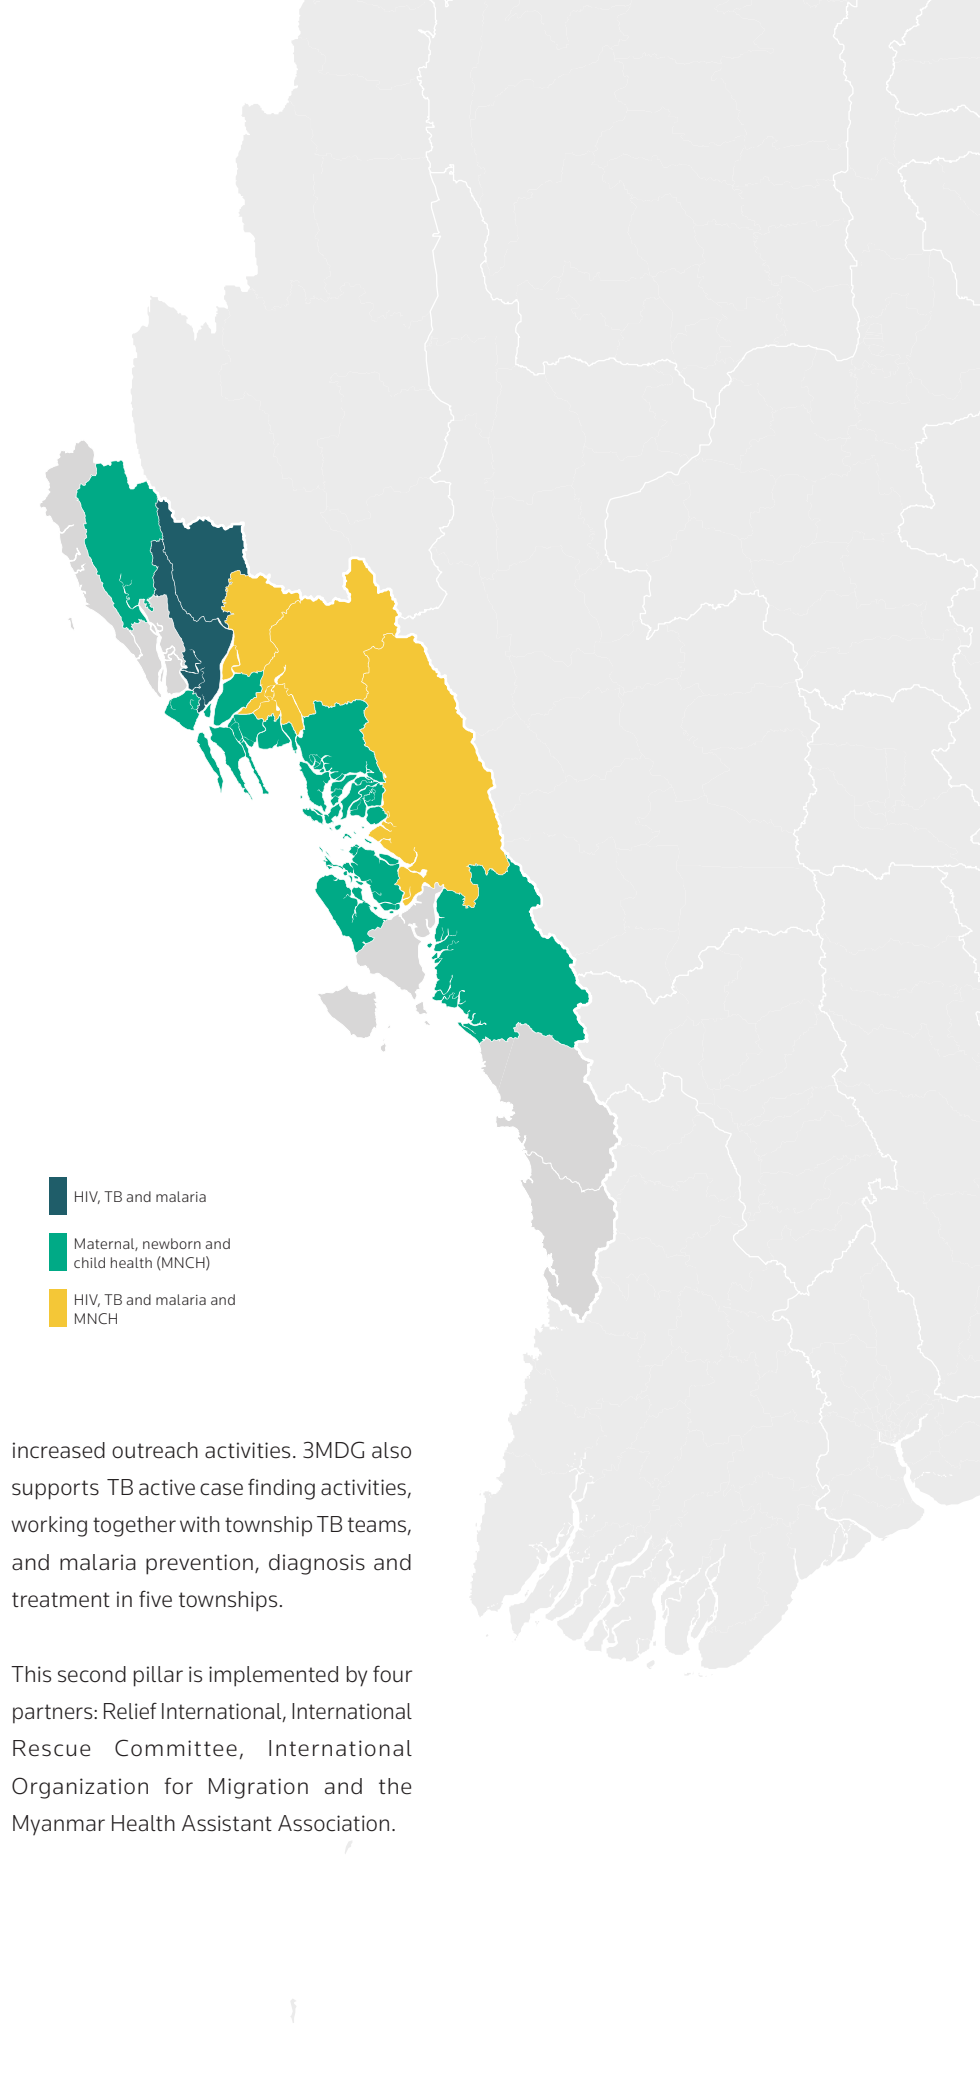 HIV, TB and malaria
Maternal, newborn and
child health (MNCH)
HIV, TB and malaria and
MNCH
increased outreach activities. 3MDG also
supports TB active case finding activities,
working together with township TB teams,
and malaria prevention, diagnosis and
treatment in five townships.
This second pillar is implemented by four
partners: Relief International, International
Rescue Committee, International
Organization for Migration and the
Myanmar Health Assistant Association.